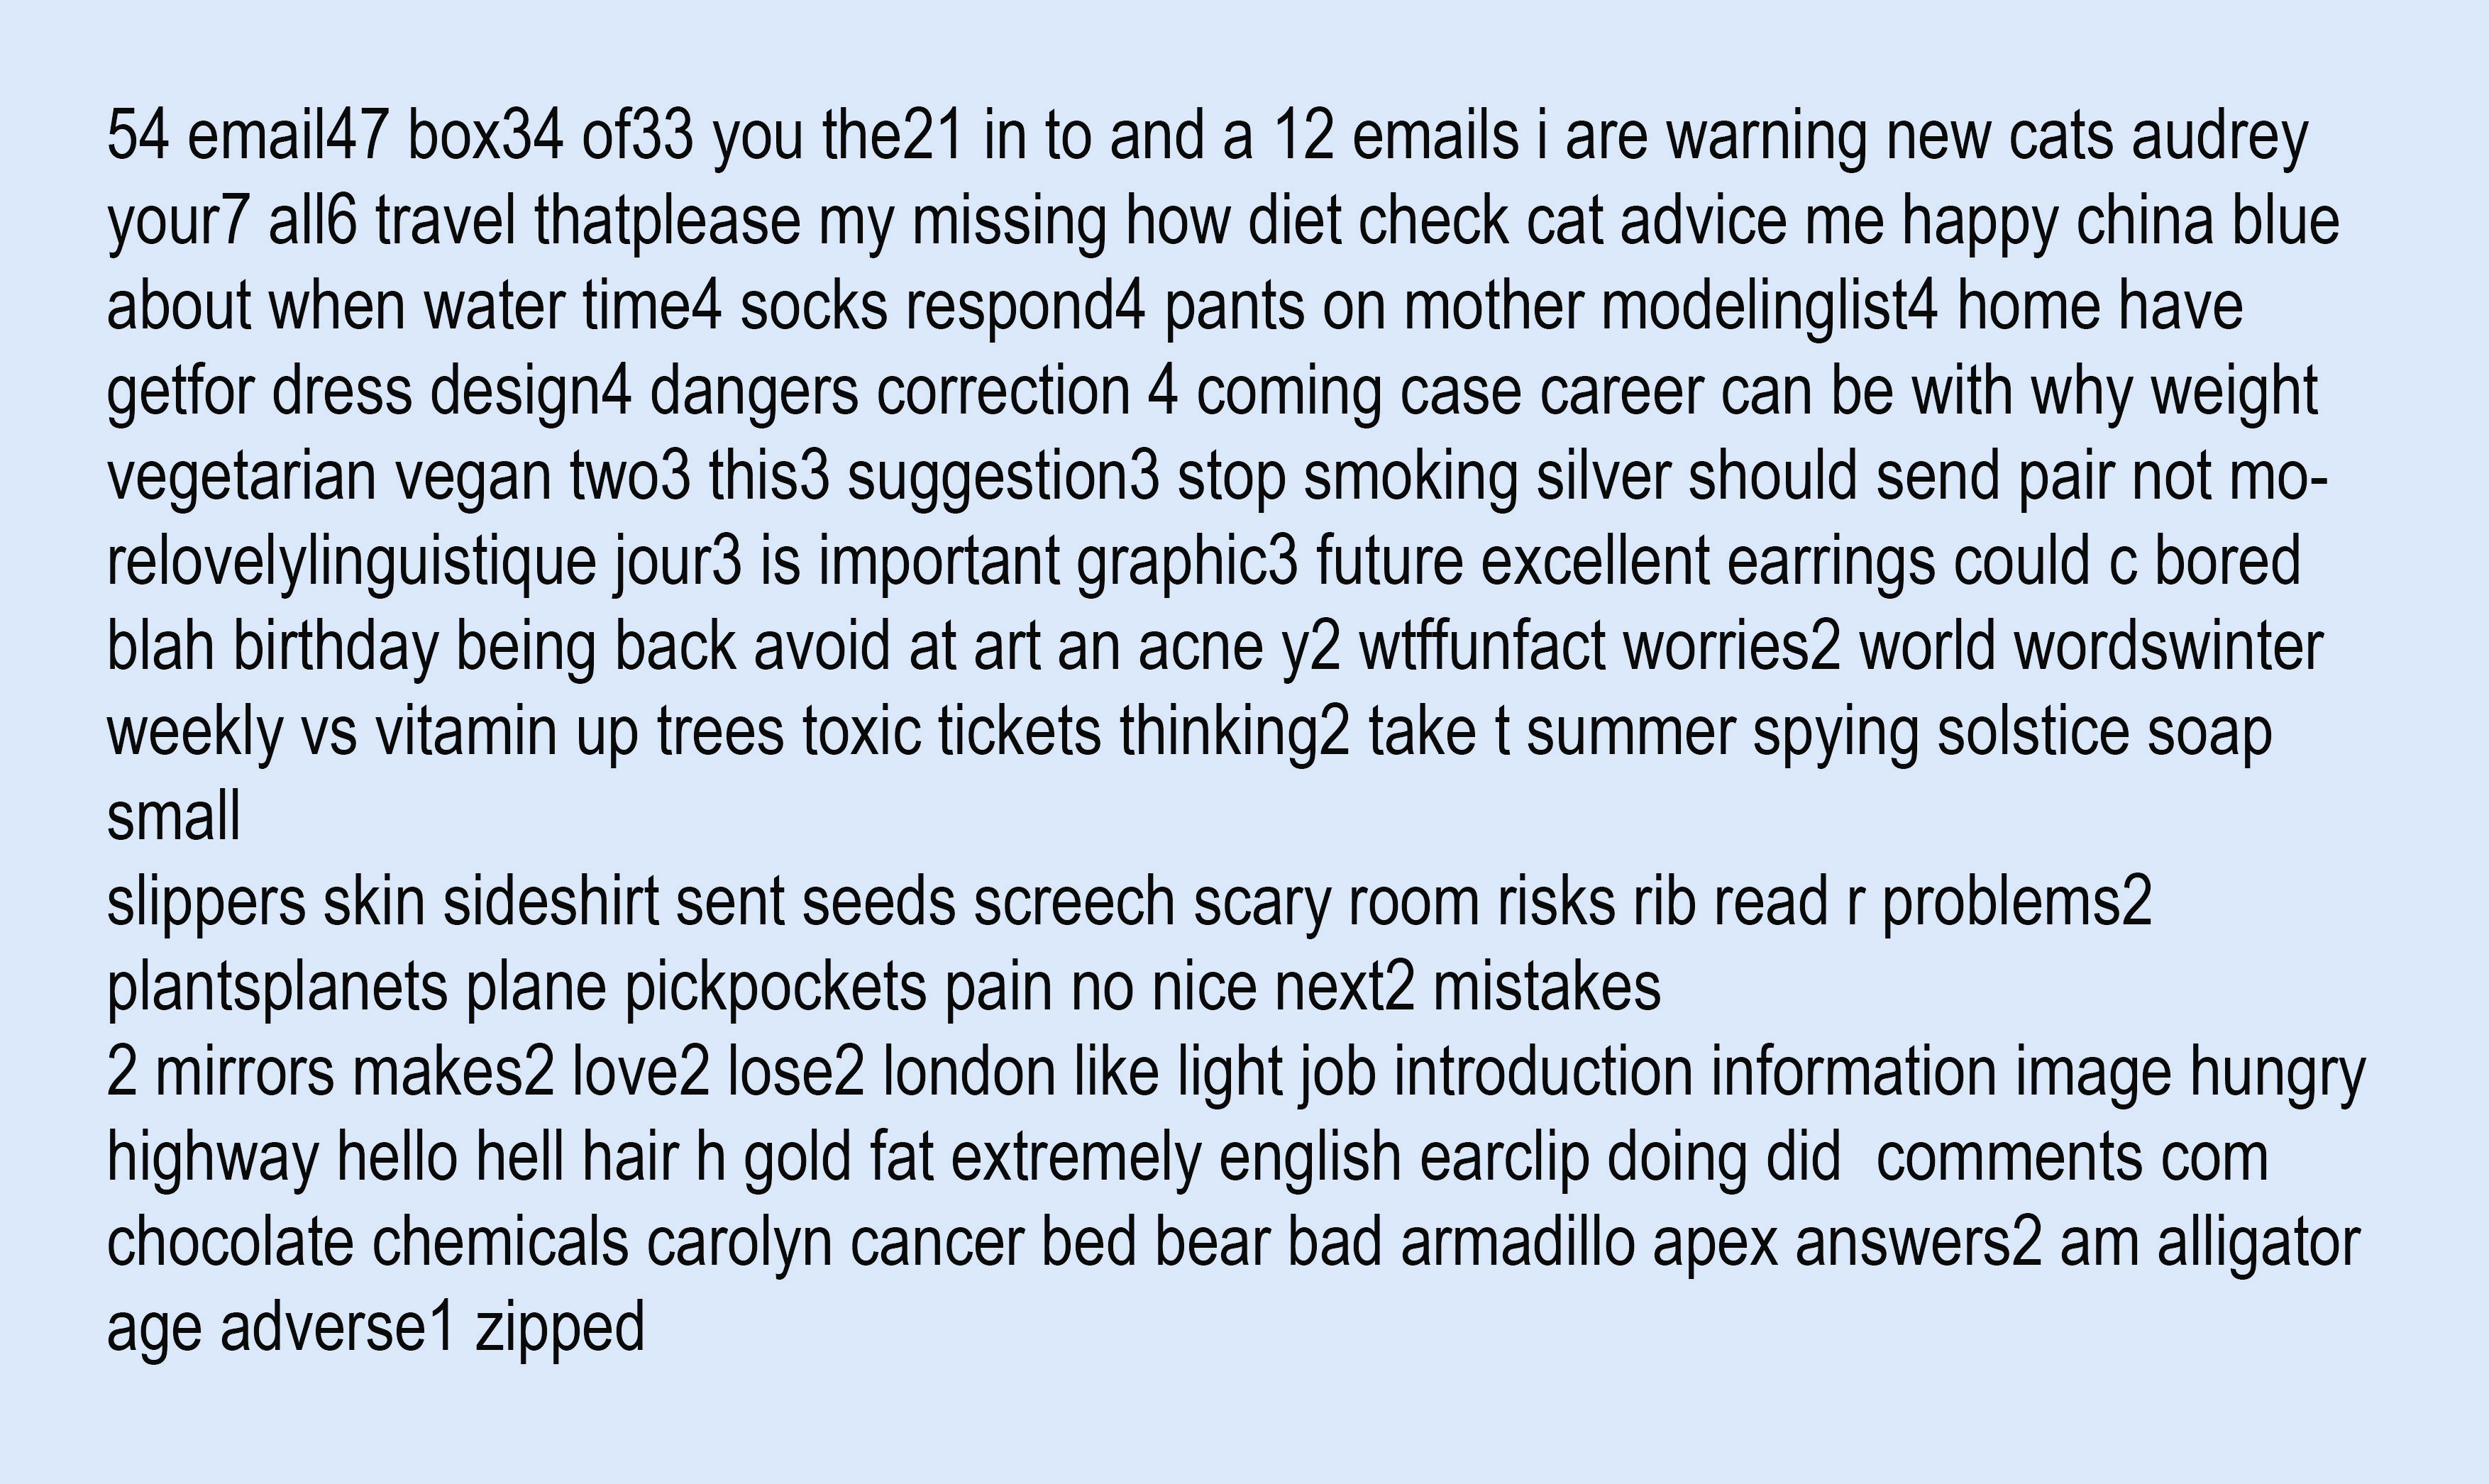 54 email47 box34 of33 you the21 in to and a 12 emails i are warning new cats audrey
your7 all6 travel thatplease my missing how diet check cat advice me happy china blue
about when water time4 socks respond4 pants on mother modelinglist4 home have
getfor dress design4 dangers correction 4 coming case career can be with why weight
vegetarian vegan two3 this3 suggestion3 stop smoking silver should send pair not mo-
relovelylinguistique jour3 is important graphic3 future excellent earrings could c bored
blah birthday being back avoid at art an acne y2 wtffunfact worries2 world wordswinter
weekly vs vitamin up trees toxic tickets thinking2 take t summer spying solstice soap
small
slippers skin sideshirt sent seeds screech scary room risks rib read r problems2
plantsplanets plane pickpockets pain no nice next2 mistakes
2 mirrors makes2 love2 lose2 london like light job introduction information image hungry
highway hello hell hair h gold fat extremely english earclip doing did  comments com
chocolate chemicals carolyn cancer bed bear bad armadillo apex answers2 am alligator
age adverse1 zipped